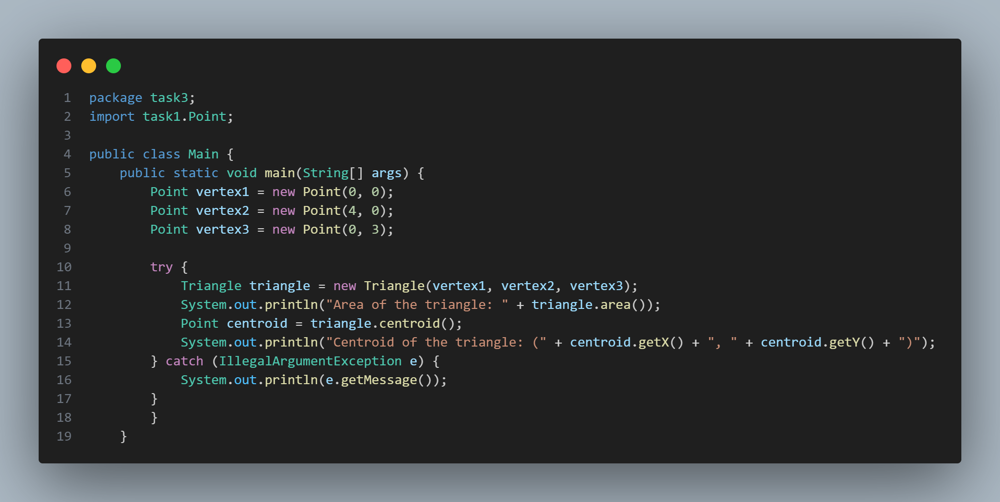 1 package task3;
2 import task1.Point;
3
4 public class Main {
5     public static void main(String[] args) {
6         Point vertex1 = new Point(0, 0);
7         Point vertex2 = new Point(4, 0);
8         Point vertex3 = new Point(0, 3);
9
10         try {
11             Triangle triangle = new Triangle(vertex1, vertex2, vertex3);
12             System.out.println("Area of the triangle: " + triangle.area());
13             Point centroid = triangle.centroid();
14             System.out.println("Centroid of the triangle: (" + centroid.getX() + ", " + centroid.getY() + ")");
15         } catch (IllegalArgumentException e) {
16             System.out.println(e.getMessage());
17         }
18         }
19     }